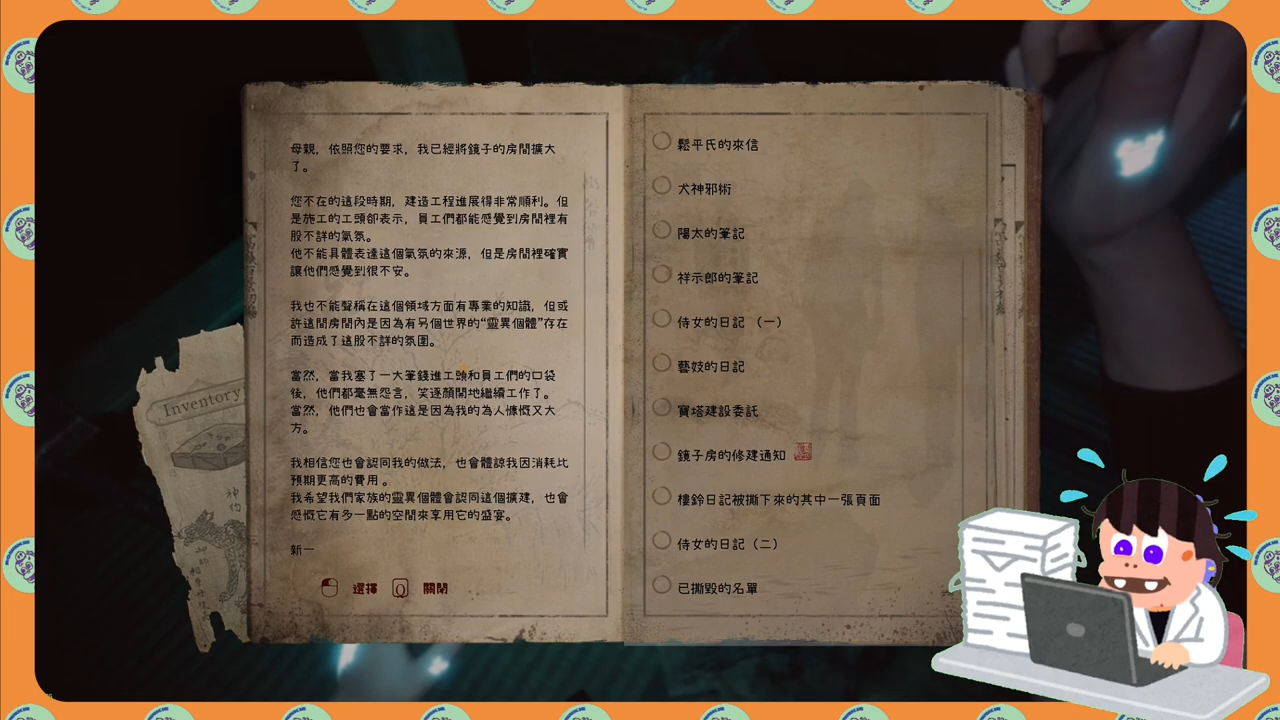 母親，依照您的要求，我已經將鏡子的房間擴大
了。
您不在的這段時期，建造工程進展得非常順利。但
是施工的工頭卻表示，員工們都能感覺到房間裡有
股不詳的氣氛。
他不能具體表達這個氣氛的來源，但是房間裡確實
讓他們感覺到很不安。
我也不能聲稱在這個領域方面有專業的知識，但或
許這間房間內是因為有另個世界的“靈異個體”存在
而造成了這股不詳的氛圍。
當然，當我塞了一大筆錢進工頭和員工們的口袋
後，他們都毫無怨言，笑逐顏開地繼續工作了。
當然，他們也會當作這是因為我的為人慷慨又大
方。
我相信您也會認同我的做法，也會體諒我因消耗比
預期更高的費用。
我希望我們家族的靈異個體會認同這個擴建，也會
感慨它有多一點的空間來享用它的盛宴。
新一
選擇 Q 關閉
鬆平氏的來信
犬神邪術
陽太的筆記
祥示郎的筆記
侍女的日記（一）
藝妓的日記
寶塔建設委託
鏡子房的修建通知
樓鈴日記被撕下來的其中一張頁面
侍女的日記（二）
已撕毀的名單
Inventory
神